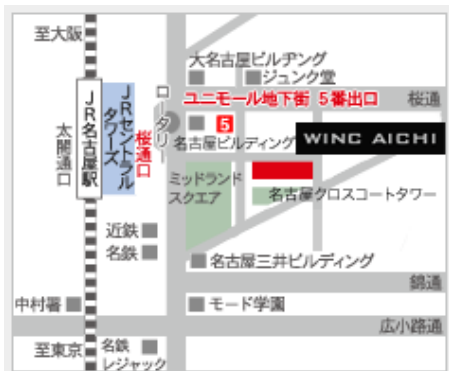 至大阪
大名古屋ビルヂング
ジュンク堂
ユニモール地下街 5番出口
桜通
ロータリー
JRセントラル
タワーズ
JR名古屋駅
桜通口
太閤通口
5
名古屋ビルディング
WINC AICHI
ミッドランド
スクエア
名古屋クロスコートタワー
近鉄
名鉄
名古屋三井ビルディング
錦通
中村署
モード学園
広小路通
至東京
名鉄
レジャック